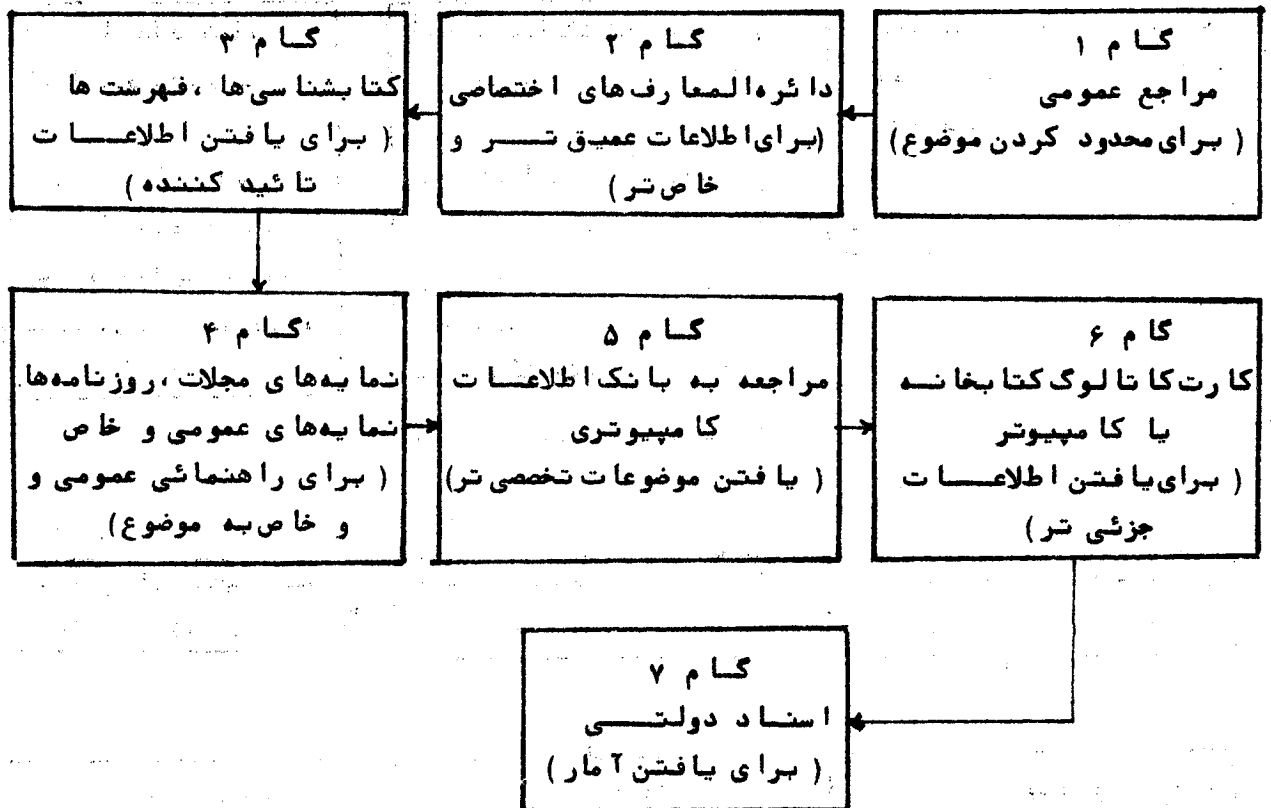 گام ۱
مراجع عمومی
( برای محدود کردن موضوع)
گام ۲
دائره‌المعارف‌های اختصاصی
(برای اطلاعات عمیق تر و
خاص‌تر)
گام ۳
کتابشناسی‌ها ،فهرست ها
( برای یافتن اطلاعات
تائید کننده)
گام ۴
نمایه‌های مجلات ،روزنامه‌ها
نمایه‌های عمومی و خاص
( برای راهنمائی عمومی و
و خاص به موضوع)
گام ۵
مراجعه به بانک اطلاعات
کامپیوتری
( یافتن موضوعات تخصصی تر)
گام ۶
کارت کاتالوگ کتابخانه
یا کامپیوتر
( برای یافتن اطلاعات
جزئی تر)
گام ۷
اسناد دولتی
( برای یافتن آمار)